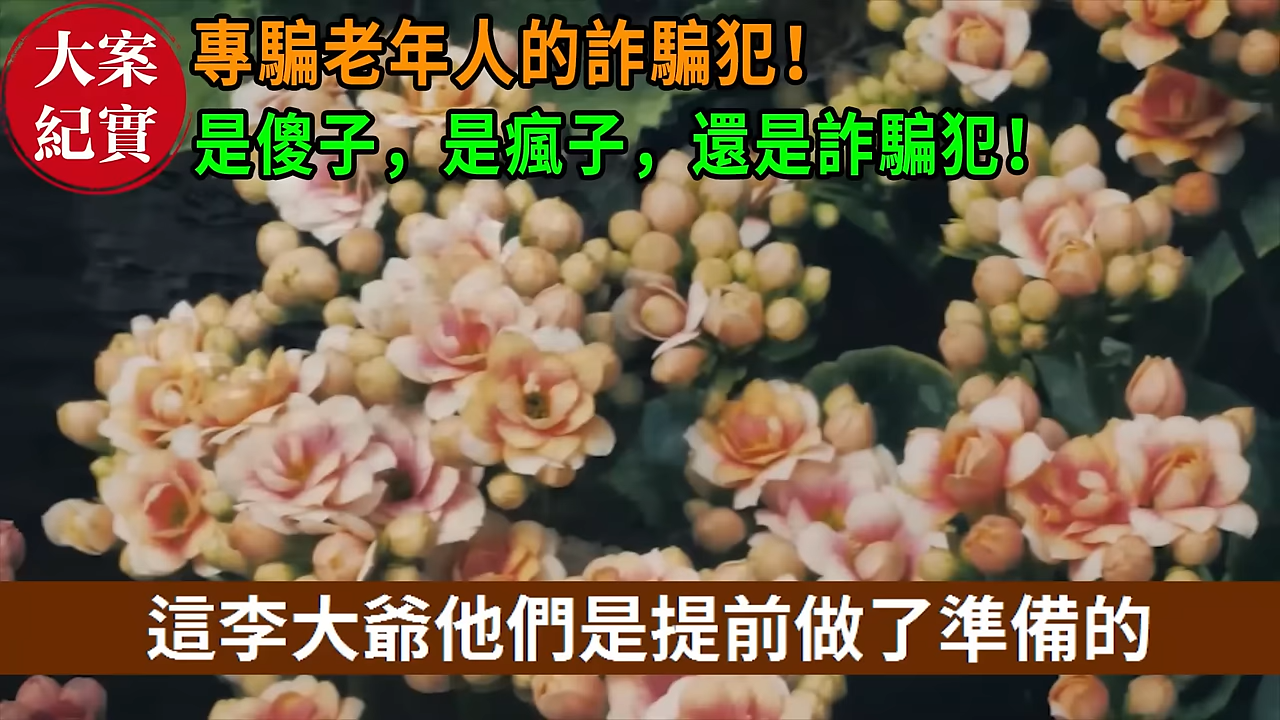 大案
紀實
專騙老年人的詐騙犯！
是傻子，是瘋子，還是詐騙犯！
這李大爺他們是提前做了準備的